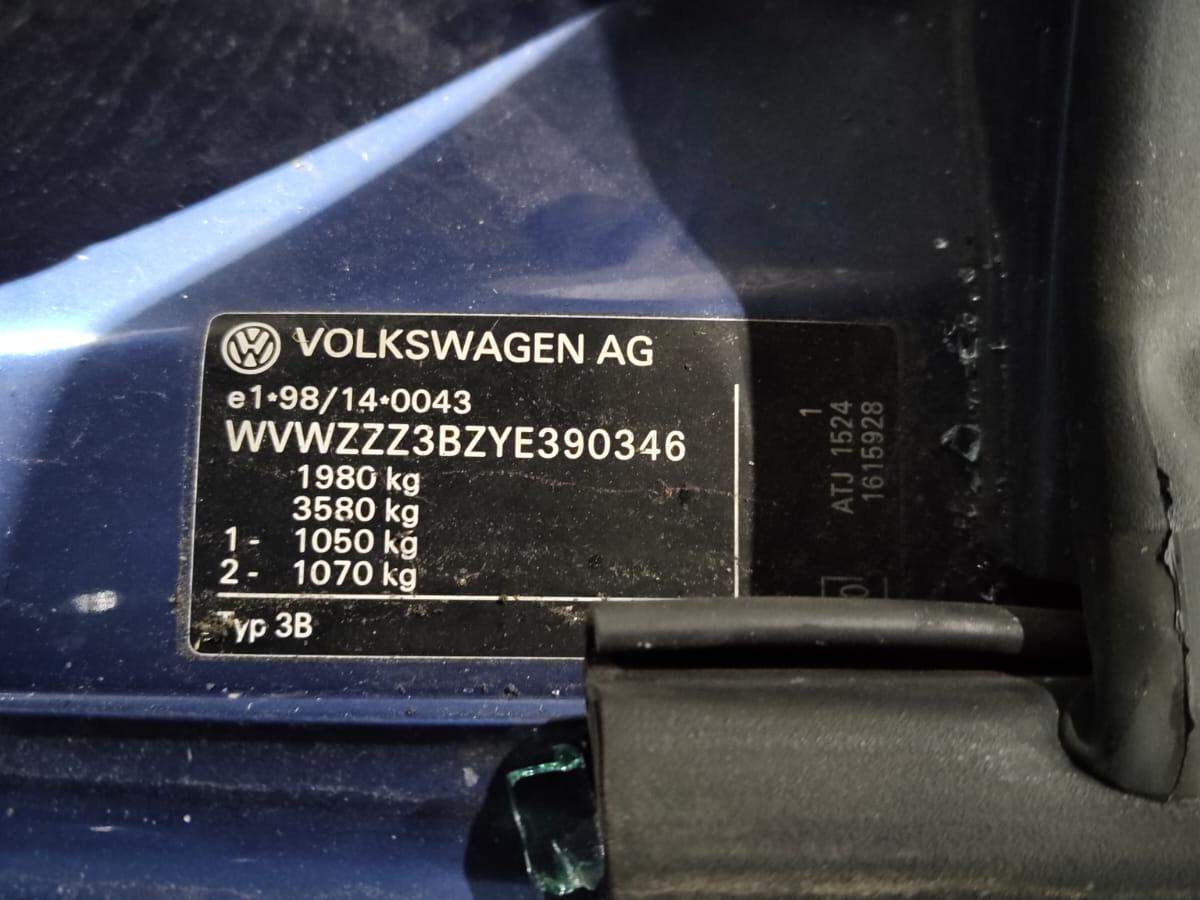 VOLKSWAGEN AG
e1*98/14*0043
WVWZZZ3BZYE390346
1980 kg
3580 kg
1- 1050 kg
2- 1070 kg
Typ 3B
1
ATJ 1524
1615928